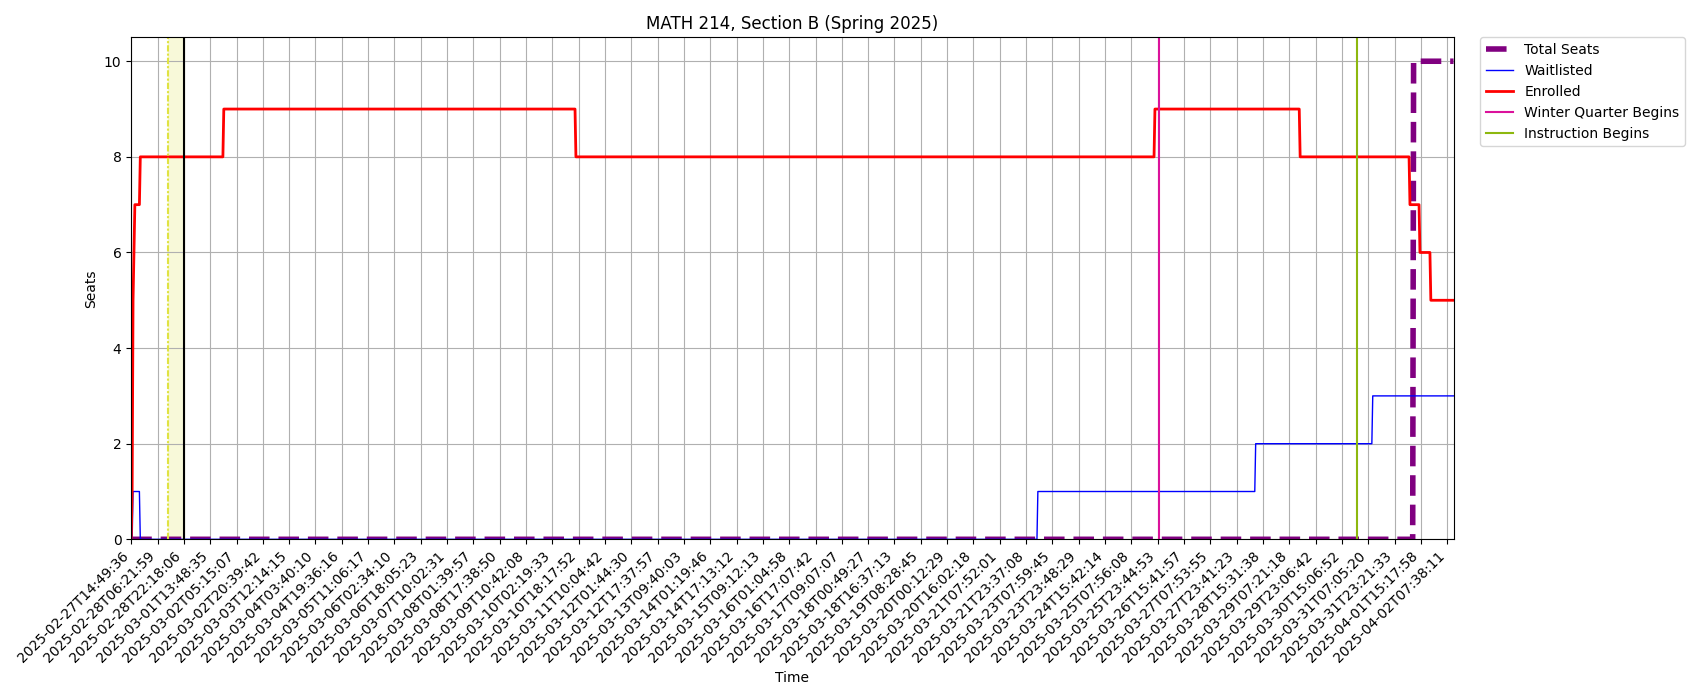 MATH 214, Section B (Spring 2025)
Total Seats
Waitlisted
Enrolled
Winter Quarter Begins
Instruction Begins
10
8
6
4
2
0
Seats
2025-02-27T14:49:36
2025-02-28T06:21:59
2025-02-28T22:18:06
2025-03-01T13:48:35
2025-03-02T05:15:07
2025-03-02T20:39:42
2025-03-03T12:14:15
2025-03-04T03:40:10
2025-03-04T19:36:16
2025-03-05T11:06:17
2025-03-06T02:34:10
2025-03-06T18:05:23
2025-03-07T10:02:31
2025-03-08T01:39:57
2025-03-08T17:38:50
2025-03-09T10:42:08
2025-03-10T02:19:33
2025-03-10T18:17:52
2025-03-11T10:04:42
2025-03-12T01:44:30
2025-03-12T17:37:57
2025-03-13T09:40:03
2025-03-14T01:19:46
2025-03-14T17:13:12
2025-03-15T09:12:13
2025-03-16T01:04:58
2025-03-16T17:07:42
2025-03-17T09:07:07
2025-03-18T00:49:27
2025-03-18T16:37:13
2025-03-19T08:28:45
2025-03-20T00:12:29
2025-03-20T16:02:18
2025-03-21T07:52:01
2025-03-21T23:37:08
2025-03-23T07:59:45
2025-03-23T23:48:29
2025-03-24T15:42:14
2025-03-25T07:56:08
2025-03-25T23:44:53
2025-03-26T15:41:57
2025-03-27T07:53:55
2025-03-27T23:41:23
2025-03-28T15:31:38
2025-03-29T07:21:18
2025-03-29T23:06:42
2025-03-30T15:06:52
2025-03-31T07:05:20
2025-03-31T23:21:33
2025-04-01T15:17:58
2025-04-02T07:38:11
Time